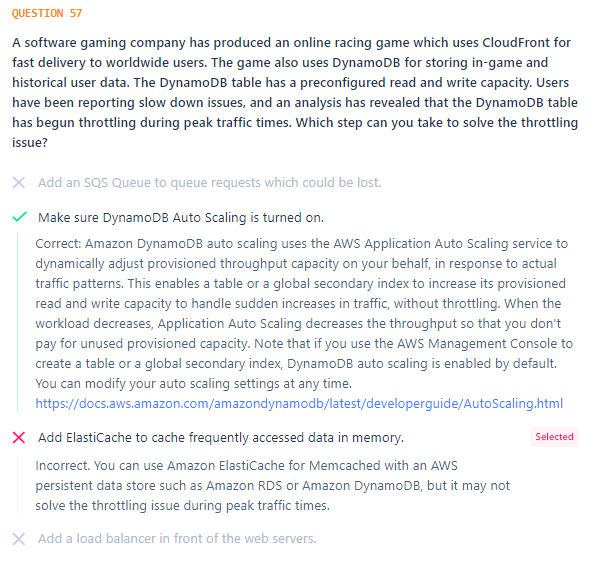 QUESTION 57
A software gaming company has produced an online racing game which uses CloudFront for
fast delivery to worldwide users. The game also uses DynamoDB for storing in-game and
historical user data. The DynamoDB table has a preconfigured read and write capacity. Users
have been reporting slow down issues, and an analysis has revealed that the DynamoDB table
has begun throttling during peak traffic times. Which step can you take to solve the throttling
issue?
Add an SQS Queue to queue requests which could be lost.
Make sure DynamoDB Auto Scaling is turned on.
Correct: Amazon DynamoDB auto scaling uses the AWS Application Auto Scaling service to
dynamically adjust provisioned throughput capacity on your behalf, in response to actual
traffic patterns. This enables a table or a global secondary index to increase its provisioned
read and write capacity to handle sudden increases in traffic, without throttling. When the
workload decreases, Application Auto Scaling decreases the throughput so that you don't
pay for unused provisioned capacity. Note that if you use the AWS Management Console to
create a table or a global secondary index, DynamoDB auto scaling is enabled by default.
You can modify your auto scaling settings at any time.
https://docs.aws.amazon.com/amazondynamodb/latest/developerguide/AutoScaling.html
Add ElastiCache to cache frequently accessed data in memory. Selected
Incorrect. You can use Amazon ElastiCache for Memcached with an AWS
persistent data store such as Amazon RDS or Amazon DynamoDB, but it may not
solve the throttling issue during peak traffic times.
Add a load balancer in front of the web servers.